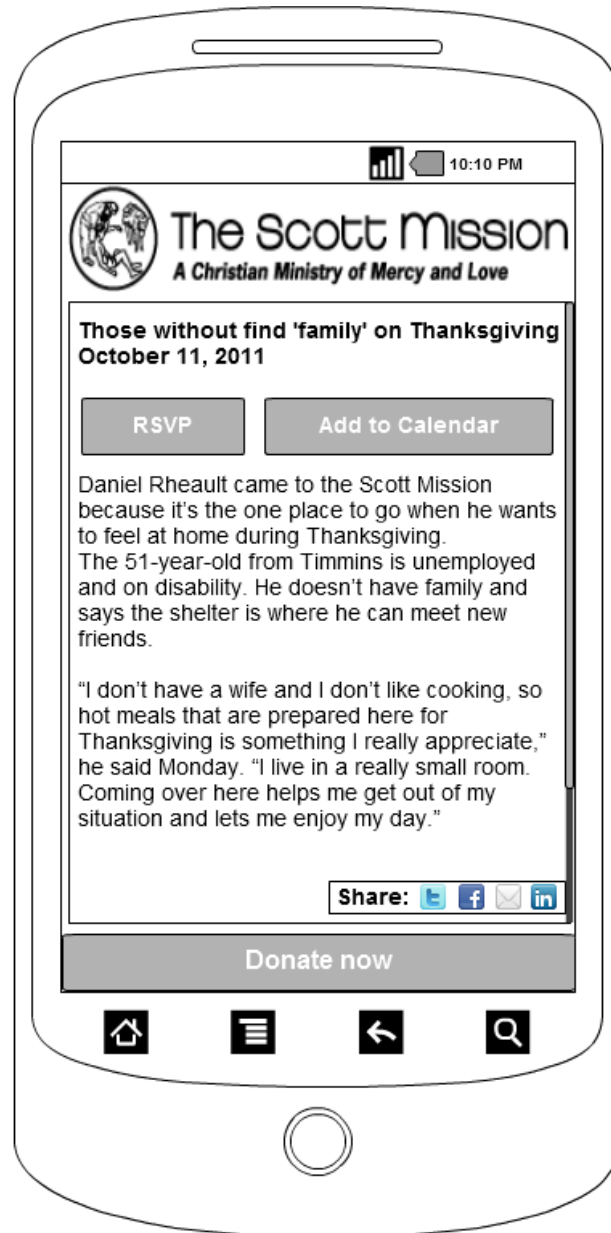 10:10 PM
The Scott Mission
A Christian Ministry of Mercy and Love
Those without find 'family' on Thanksgiving
October 11, 2011
RSVP
Add to Calendar
Daniel Rheault came to the Scott Mission
because it’s the one place to go when he wants
to feel at home during Thanksgiving.
The 51-year-old from Timmins is unemployed
and on disability. He doesn’t have family and
says the shelter is where he can meet new
friends.
“I don’t have a wife and I don’t like cooking, so
hot meals that are prepared here for
Thanksgiving is something I really appreciate,”
he said Monday. “I live in a really small room.
Coming over here helps me get out of my
situation and lets me enjoy my day.”
Share: t f in
Donate now